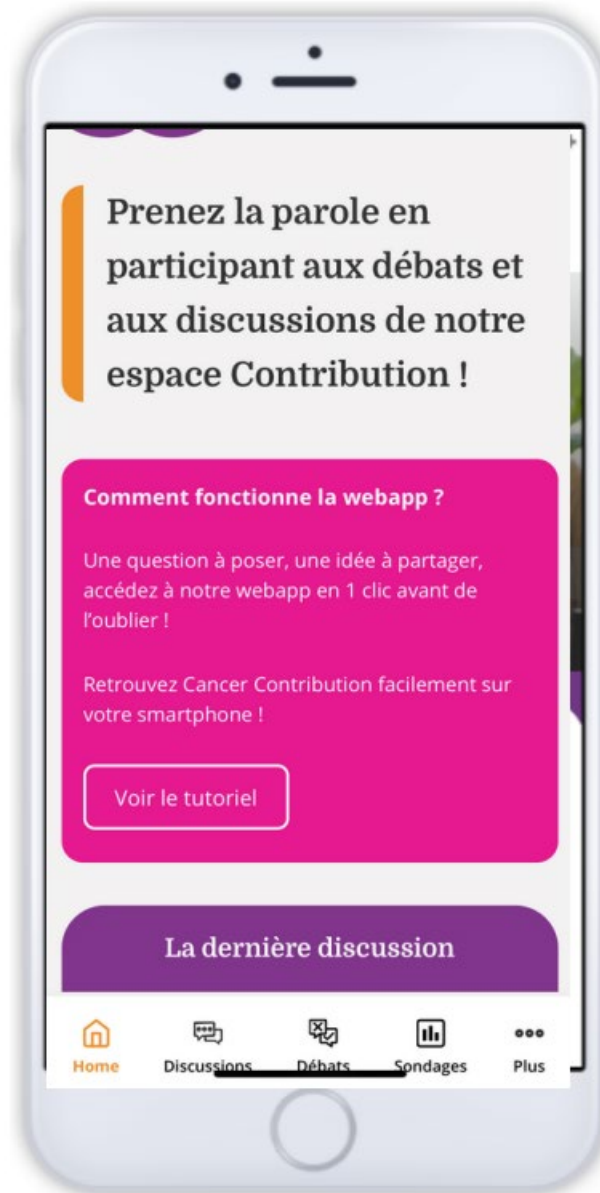 Prenez la parole en
participant aux débats et
aux discussions de notre
espace Contribution !
Comment fonctionne la webapp ?
Une question à poser, une idée à partager,
accédez à notre webapp en 1 clic avant de
l'oublier !
Retrouvez Cancer Contribution facilement sur
votre smartphone !
Voir le tutoriel
La dernière discussion
Home Discussions Débats Sondages Plus